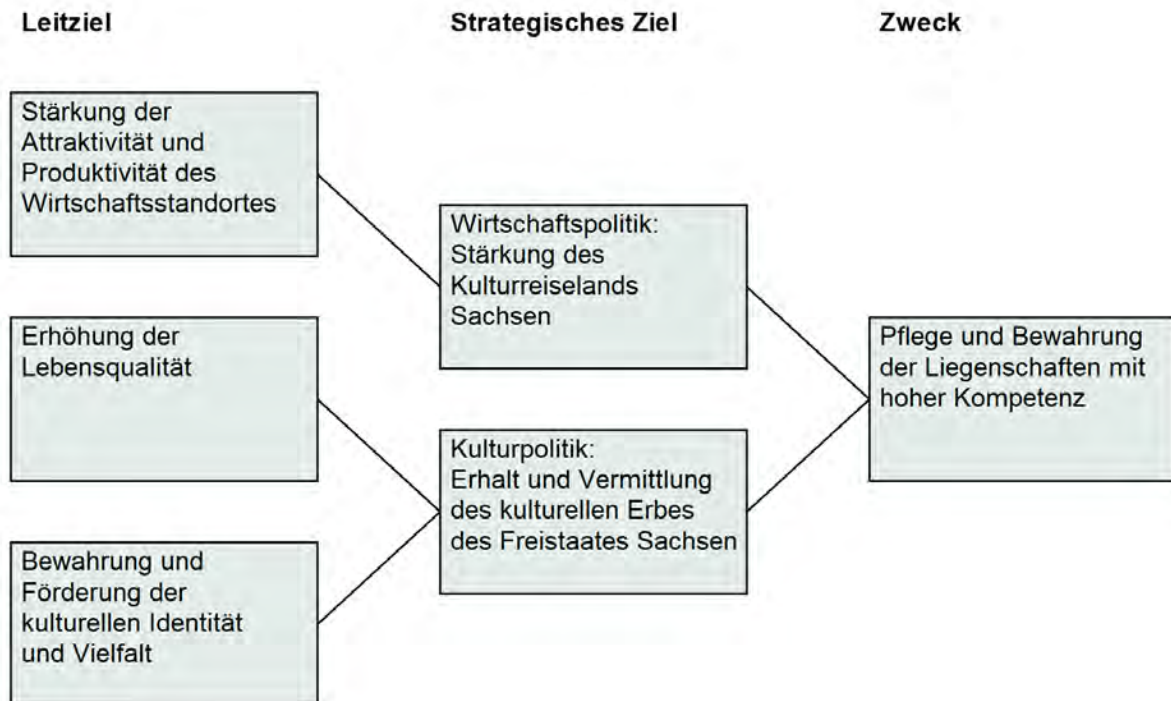 Leitziel
Strategisches Ziel
Zweck
Stärkung der
Attraktivität und
Produktivität des
Wirtschaftsstandortes
Erhöhung der
Lebensqualität
Bewahrung und
Förderung der
kulturellen Identität
und Vielfalt
Wirtschaftspolitik:
Stärkung des
Kulturreiselands
Sachsen
Kulturpolitik:
Erhalt und Vermittlung
des kulturellen Erbes
des Freistaates Sachsen
Pflege und Bewahrung
der Liegenschaften mit
hoher Kompetenz